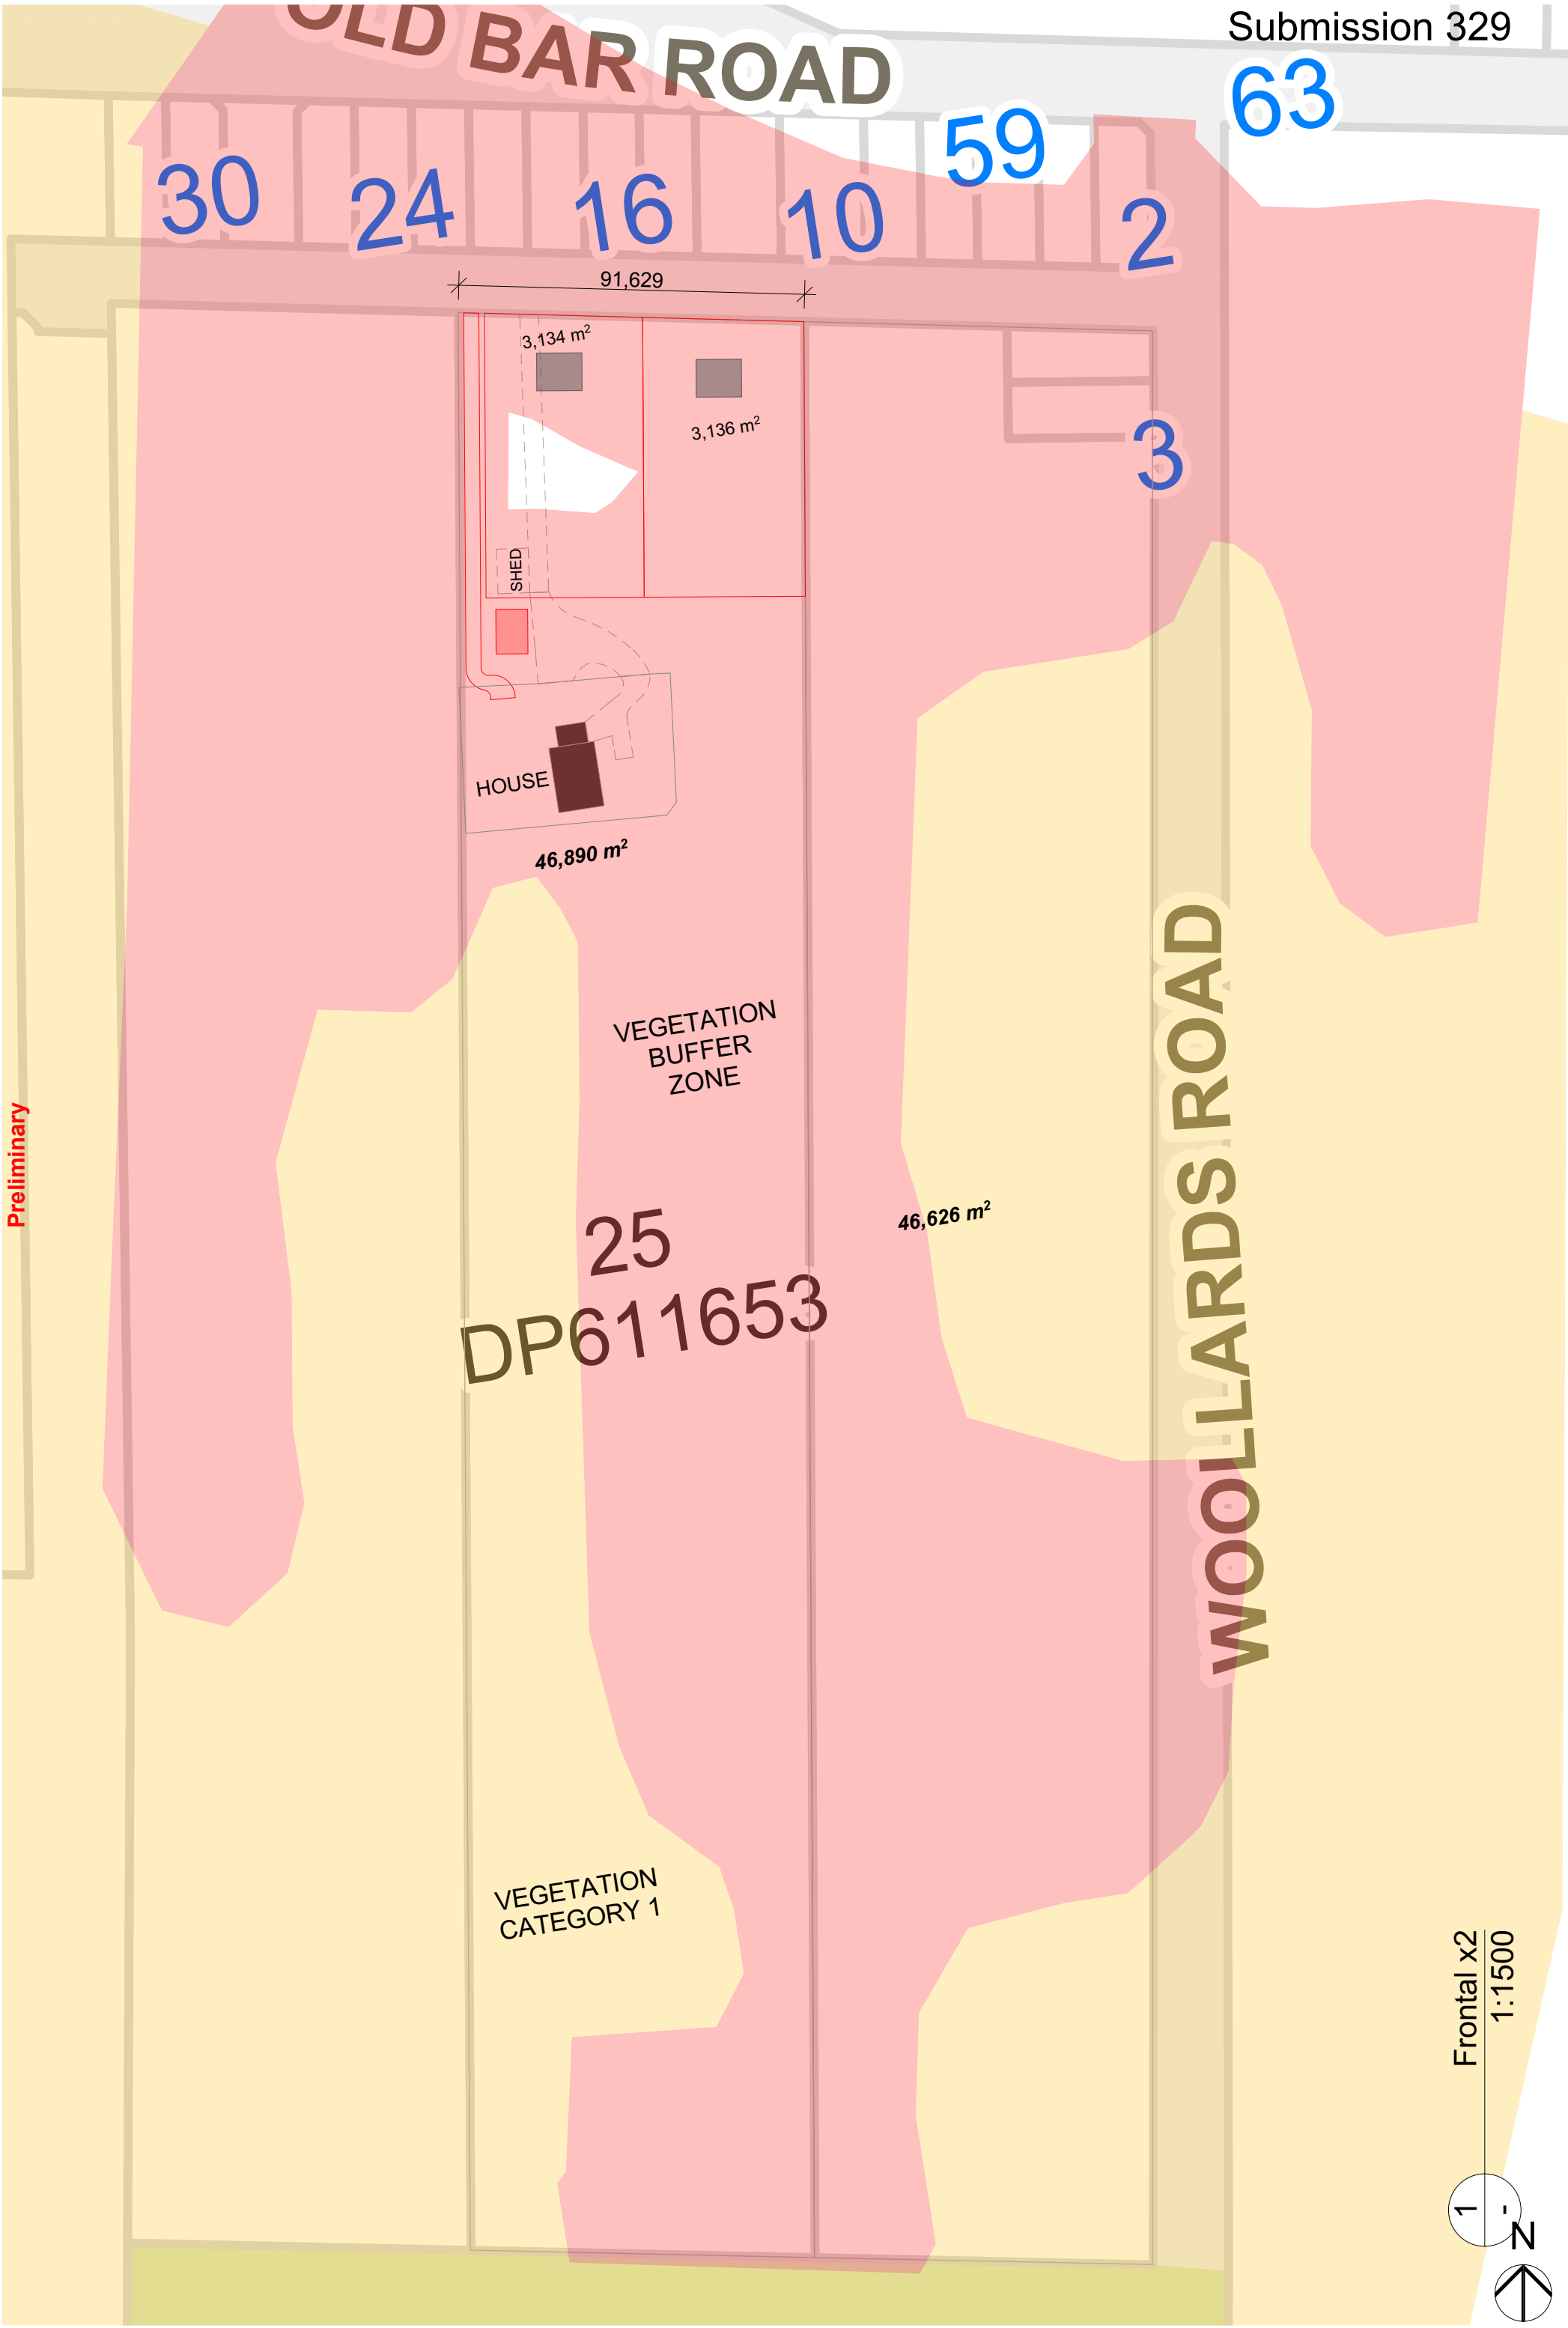 Submission 329
OLD BAR ROAD
63
59
30
24
16
10
2
91,629
3,134 m²
3,136 m²
3
SHED
HOUSE
46,890 m²
VEGETATION
BUFFER
ZONE
Preliminary
46,626 m²
25
DP611653
WOOLLARDS ROAD
VEGETATION
CATEGORY 1
Frontal x2
1:1500
1
-
N